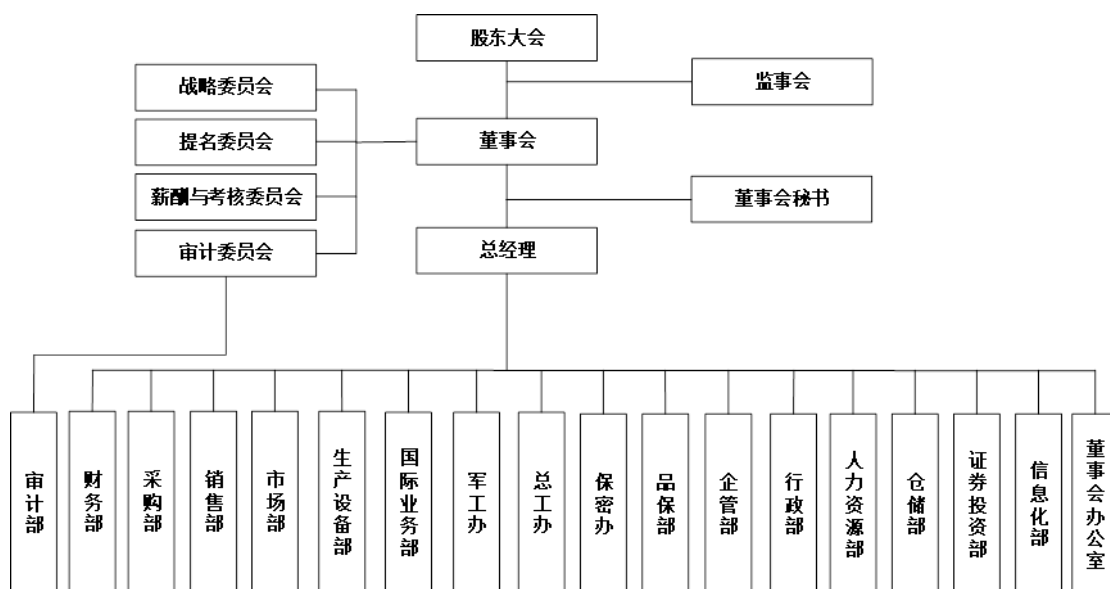 股东大会
战略委员会
监事会
提名委员会
董事会
薪酬与考核委员会
董事会秘书
审计委员会
总经理
审计部
财务部
采购部
销售部
市场部
生产设备部
国际业务部
军工办
总工办
保密办
品保部
企管部
行政部
人力资源部
仓储部
证券投资部
信息化部
董事会办公室